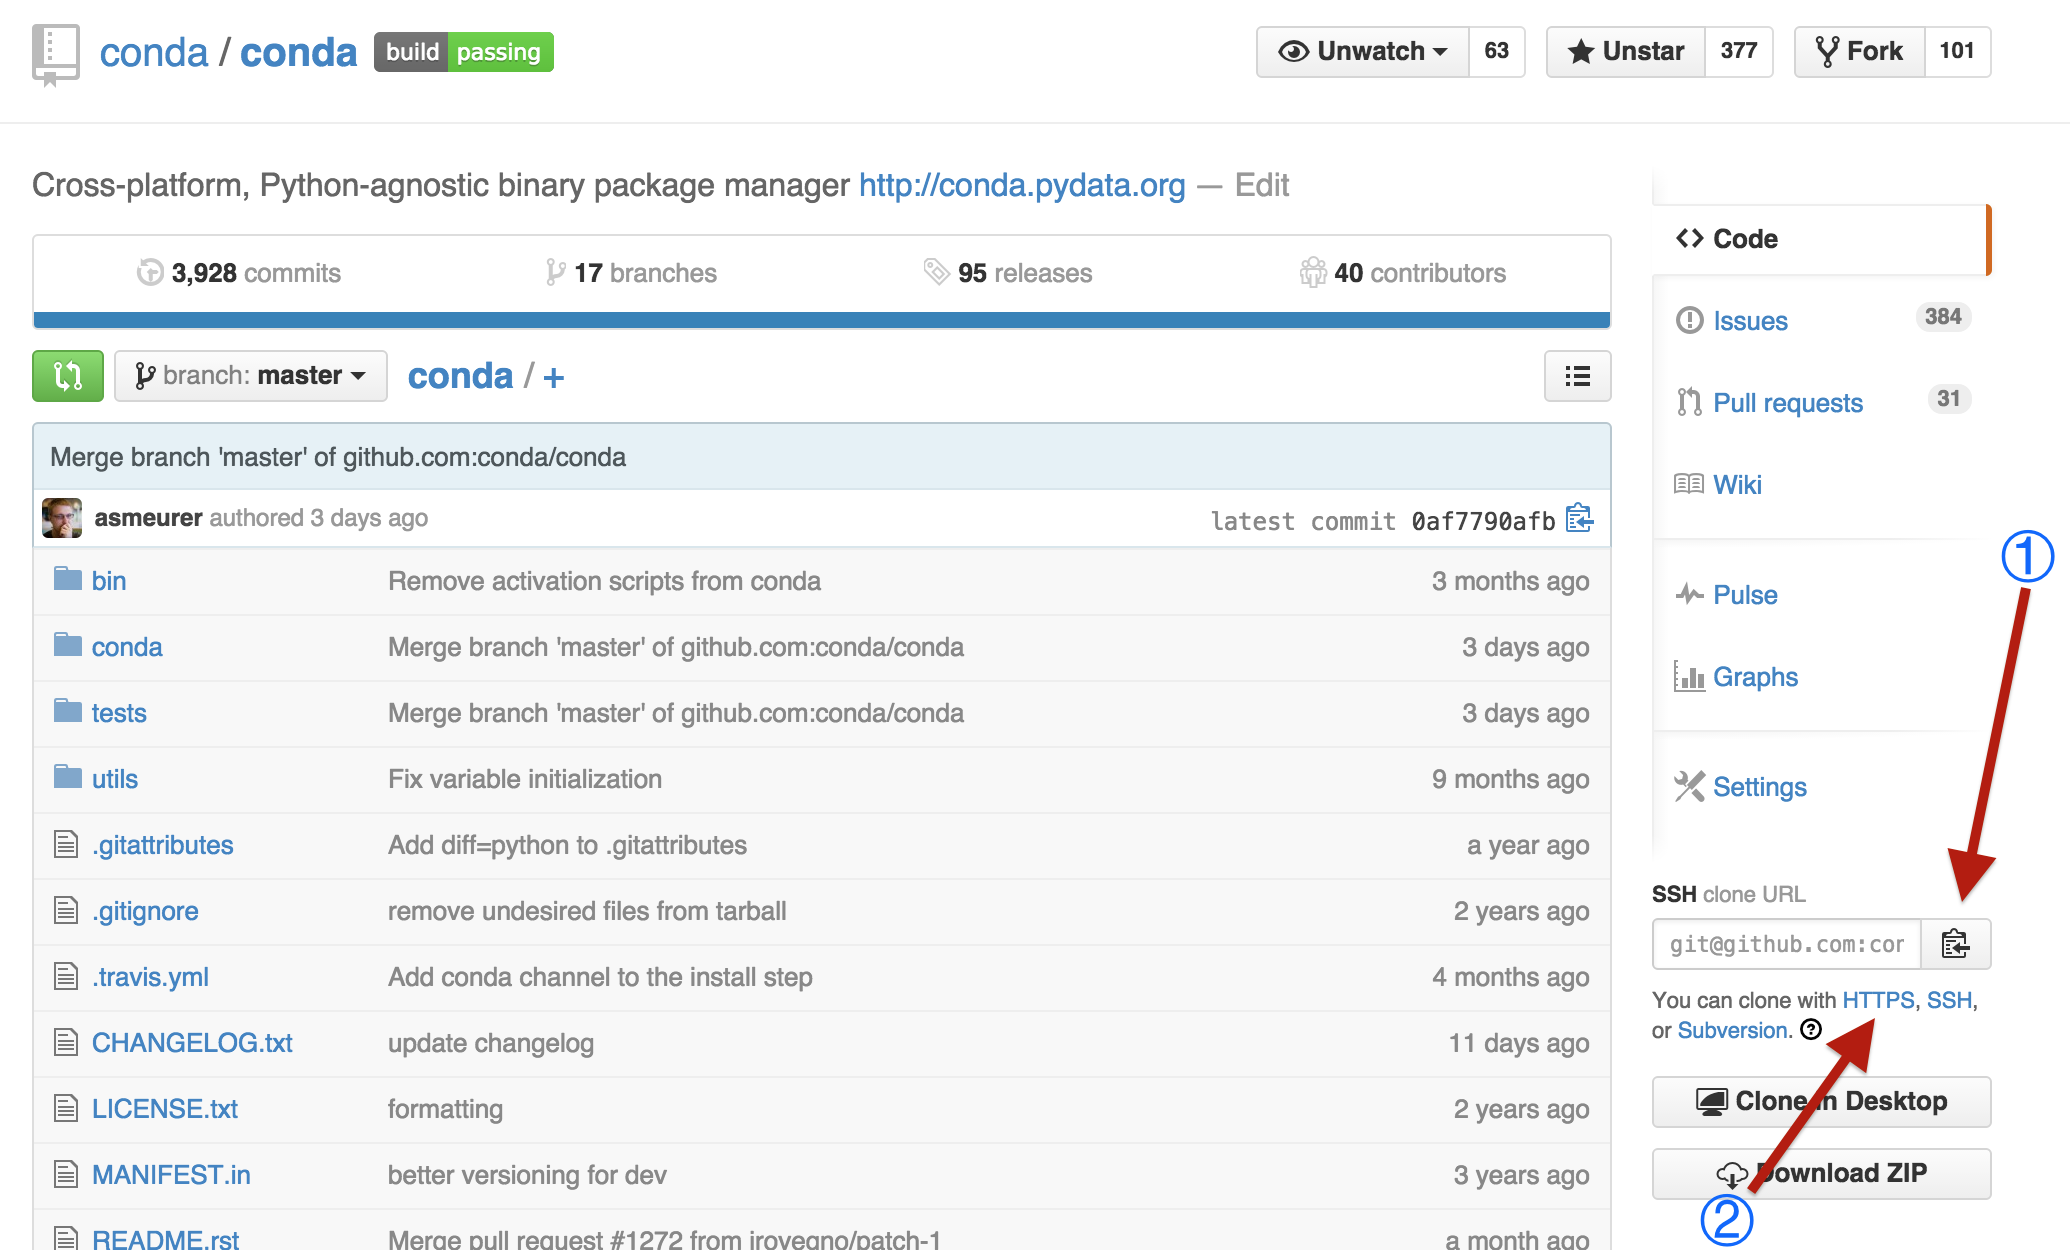 conda / conda build passing
Unwatch 63 Unstar 377 Fork 101
Cross-platform, Python-agnostic binary package manager http://conda.pydata.org — Edit
3,928 commits 17 branches 95 releases 40 contributors
branch: master conda / +
Merge branch 'master' of github.com:conda/conda
asmeurer authored 3 days ago latest commit 0af7790afb
bin Remove activation scripts from conda 3 months ago
conda Merge branch 'master' of github.com:conda/conda 3 days ago
tests Merge branch 'master' of github.com:conda/conda 3 days ago
utils Fix variable initialization 9 months ago
.gitattributes Add diff=python to .gitattributes a year ago
.gitignore remove undesired files from tarball 2 years ago
.travis.yml Add conda channel to the install step 4 months ago
CHANGELOG.txt update changelog 11 days ago
LICENSE.txt formatting 2 years ago
MANIFEST.in better versioning for dev 3 years ago
README.rst Merge pull request #1272 from jrovegno/patch-1 a month ago
Code
Issues 384
Pull requests 31
Wiki
Pulse
Graphs
Settings
①
SSH clone URL
git@github.com:cor
You can clone with HTTPS, SSH,
or Subversion.
Clone in Desktop
Download ZIP
②